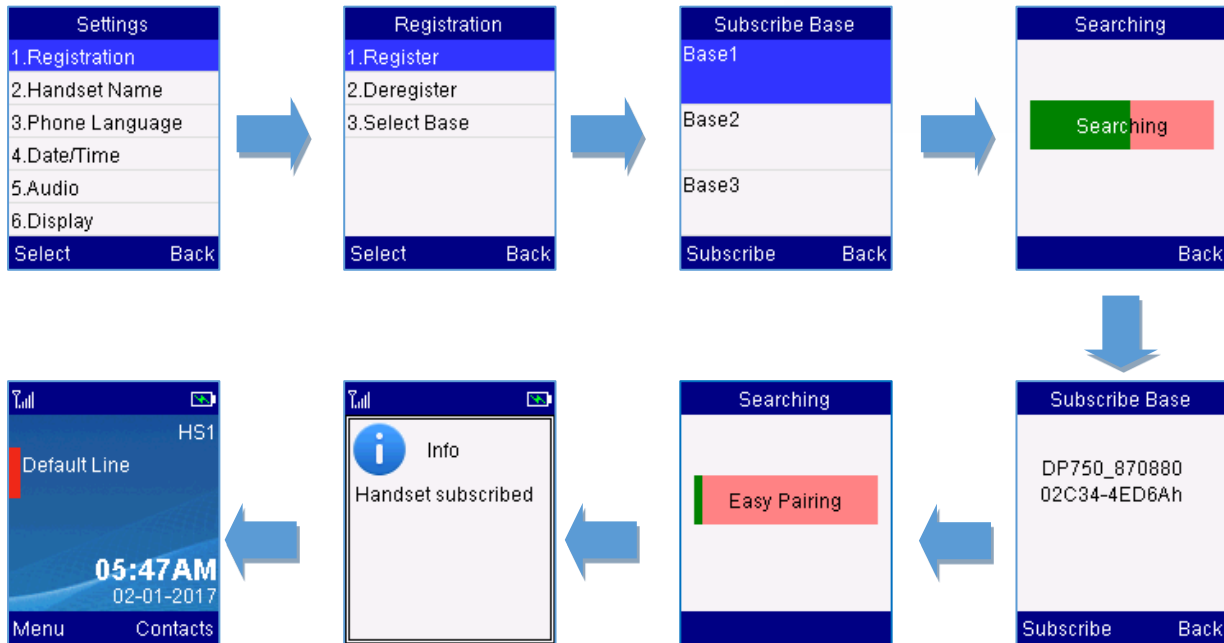 Settings
1.Registration
2.Handset Name
3.Phone Language
4.Date/Time
5.Audio
6.Display
Select Back
Registration
1.Register
2.Deregister
3.Select Base
Select Back
Subscribe Base
Base1
Base2
Base3
Subscribe Back
Searching
Searching
Back
Subscribe Base
DP750_870880
02C34-4ED6Ah
Subscribe Back
Searching
Easy Pairing
Info
Handset subscribed
HS1
Default Line
05:47AM
02-01-2017
Menu Contacts